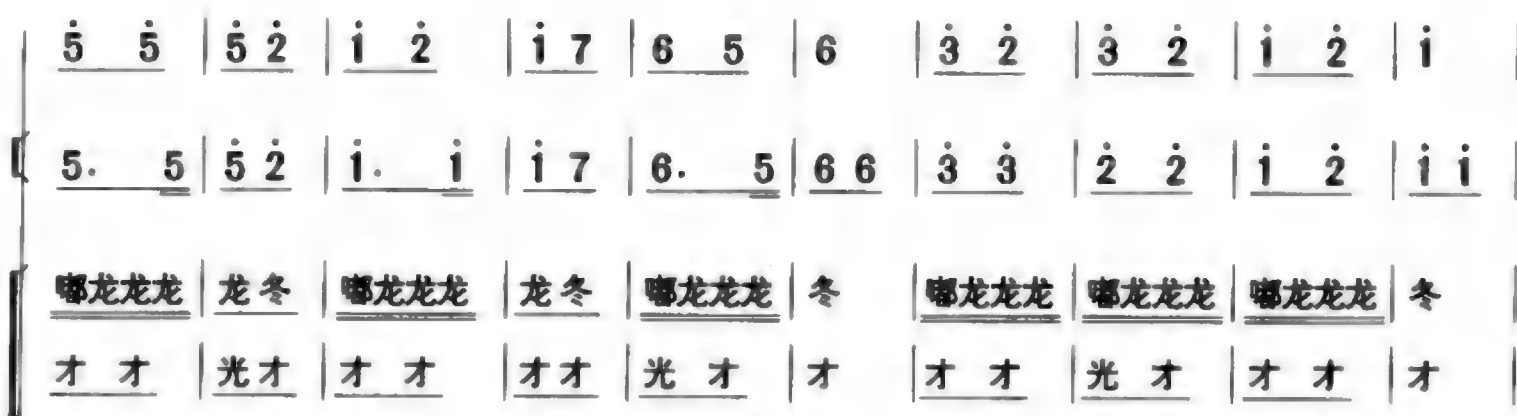 5̇ 5̇ | 5̇ 2̇ | 1̇ 2̇ | 1̇ 7 | 6 5 | 6 | 3̇ 2̇ | 3̇ 2̇ | 1̇ 2̇ | 1̇ |
5. 5 | 5̇ 2̇ | 1̇. 1̇ | 1̇ 7 | 6. 5 | 6 6 | 3̇ 3̇ | 2̇ 2̇ | 1̇ 2̇ | 1̇ 1̇ |
嘟龙龙龙 | 龙冬 | 嘟龙龙龙 | 龙冬 | 嘟龙龙龙 | 冬 | 嘟龙龙龙 | 嘟龙龙龙 | 嘟龙龙龙 | 冬 |
才 才 | 光才 | 才 才 | 才才 | 光 才 | 才 | 才 才 | 光 才 | 才 才 | 才 |